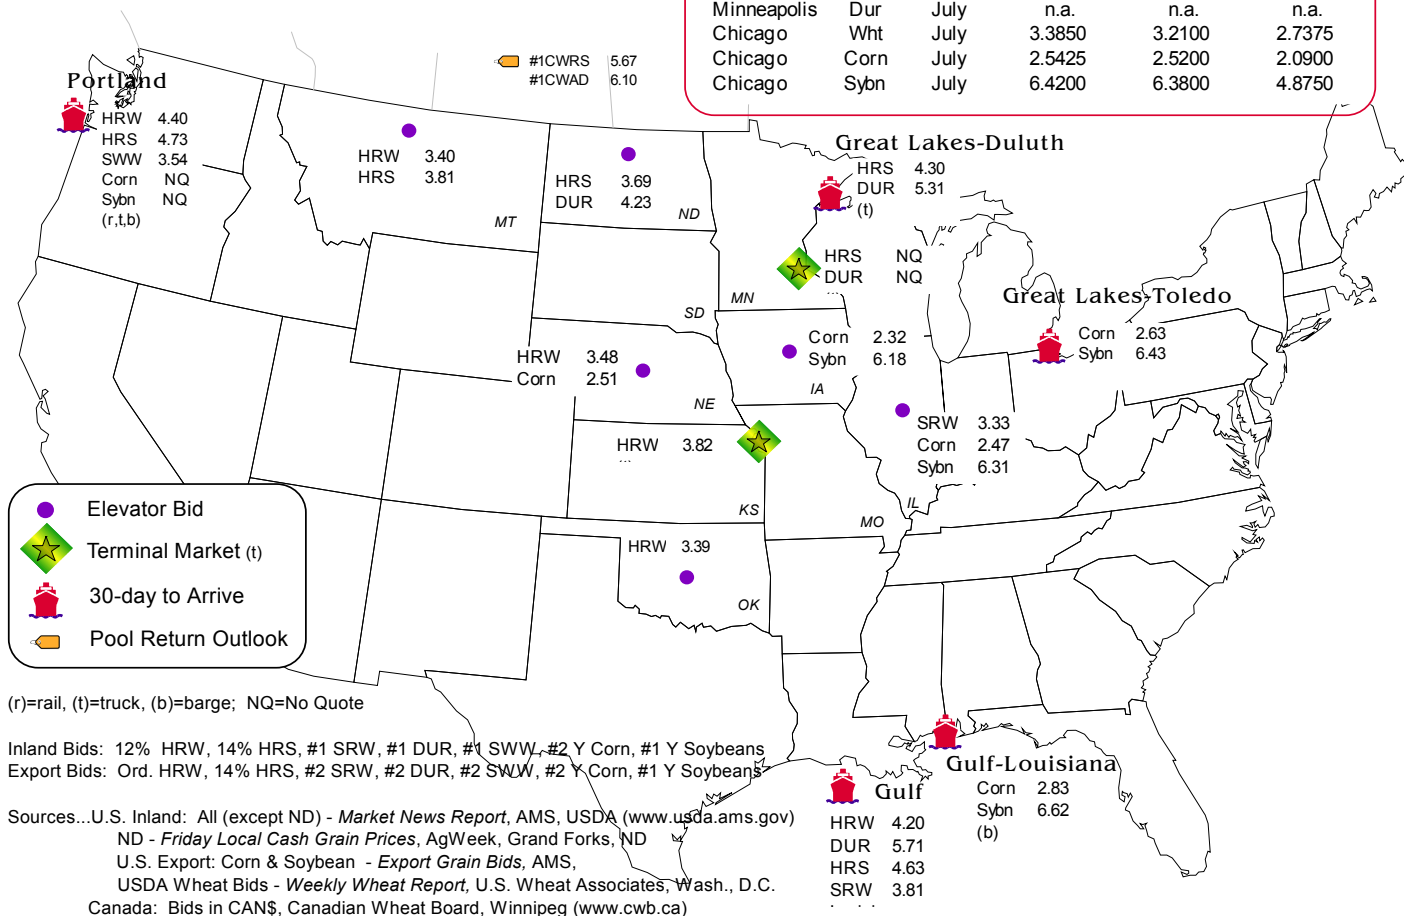 Minneapolis Dur July n.a. n.a. n.a.
Chicago Wht July 3.3850 3.2100 2.7375
Chicago Corn July 2.5425 2.5200 2.0900
Chicago Sybn July 6.4200 6.3800 4.8750
#1CWRS 5.67
#1CWAD 6.10
Portland
HRW 4.40
HRS 4.73
SWW 3.54
Corn NQ
Sybn NQ
(r,t,b)
HRW 3.40
HRS 3.81
MT
HRS 3.69
DUR 4.23
ND
Great Lakes-Duluth
HRS 4.30
DUR 5.31
(t)
HRS NQ
DUR NQ
MN
SD
Great Lakes-Toledo
Corn 2.63
Sybn 6.43
Corn 2.32
Sybn 6.18
IA
HRW 3.48
Corn 2.51
NE
SRW 3.33
Corn 2.47
Sybn 6.31
IL
HRW 3.82
KS
MO
HRW 3.39
OK
Elevator Bid
Terminal Market (t)
30-day to Arrive
Pool Return Outlook
(r)=rail, (t)=truck, (b)=barge; NQ=No Quote
Inland Bids: 12% HRW, 14% HRS, #1 SRW, #1 DUR, #1 SWW, #2 Y Corn, #1 Y Soybeans
Export Bids: Ord. HRW, 14% HRS, #2 SRW, #2 DUR, #2 SWW, #2 Y Corn, #1 Y Soybeans
Gulf-Louisiana
Corn 2.83
Sybn 6.62
(b)
Gulf
HRW 4.20
DUR 5.71
HRS 4.63
SRW 3.81
Sources...U.S. Inland: All (except ND) - Market News Report, AMS, USDA (www.usda.ams.gov)
ND - Friday Local Cash Grain Prices, AgWeek, Grand Forks, ND
U.S. Export: Corn & Soybean - Export Grain Bids, AMS,
USDA Wheat Bids - Weekly Wheat Report, U.S. Wheat Associates, Wash., D.C.
Canada: Bids in CAN$, Canadian Wheat Board, Winnipeg (www.cwb.ca)